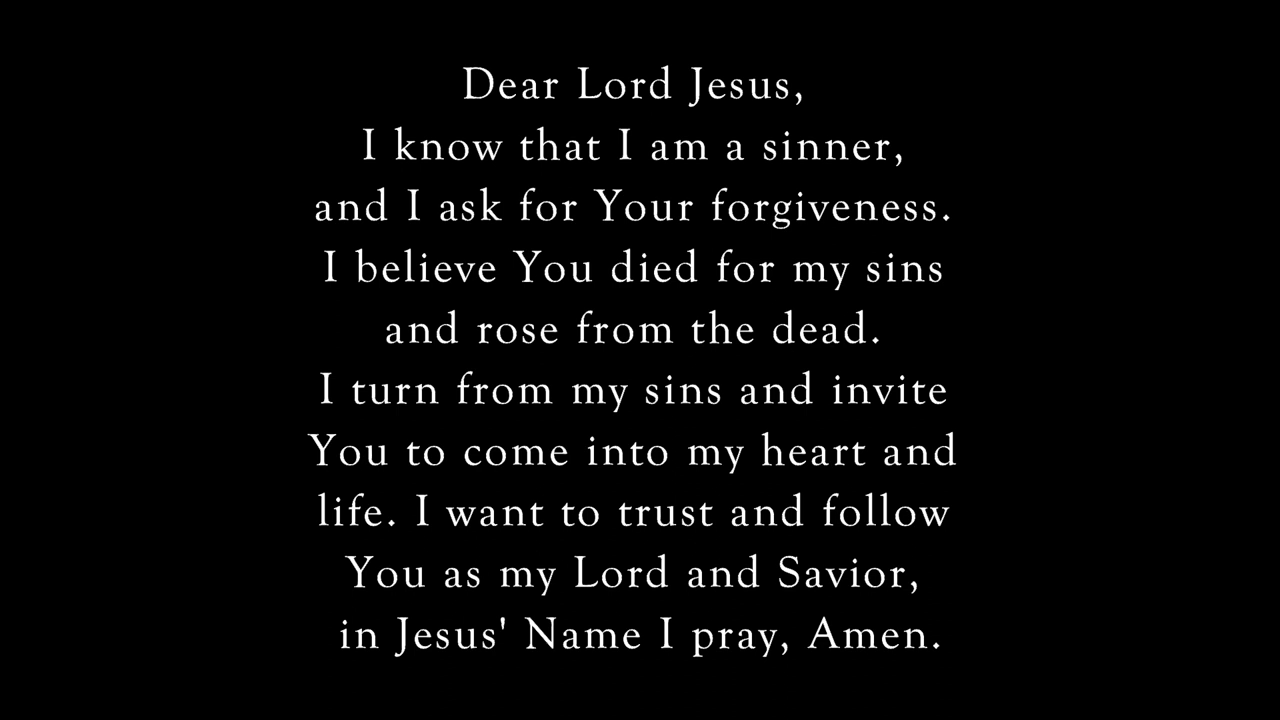 Dear Lord Jesus,
I know that I am a sinner,
and I ask for Your forgiveness.
I believe You died for my sins
and rose from the dead.
I turn from my sins and invite
You to come into my heart and
life. I want to trust and follow
You as my Lord and Savior,
in Jesus' Name I pray, Amen.